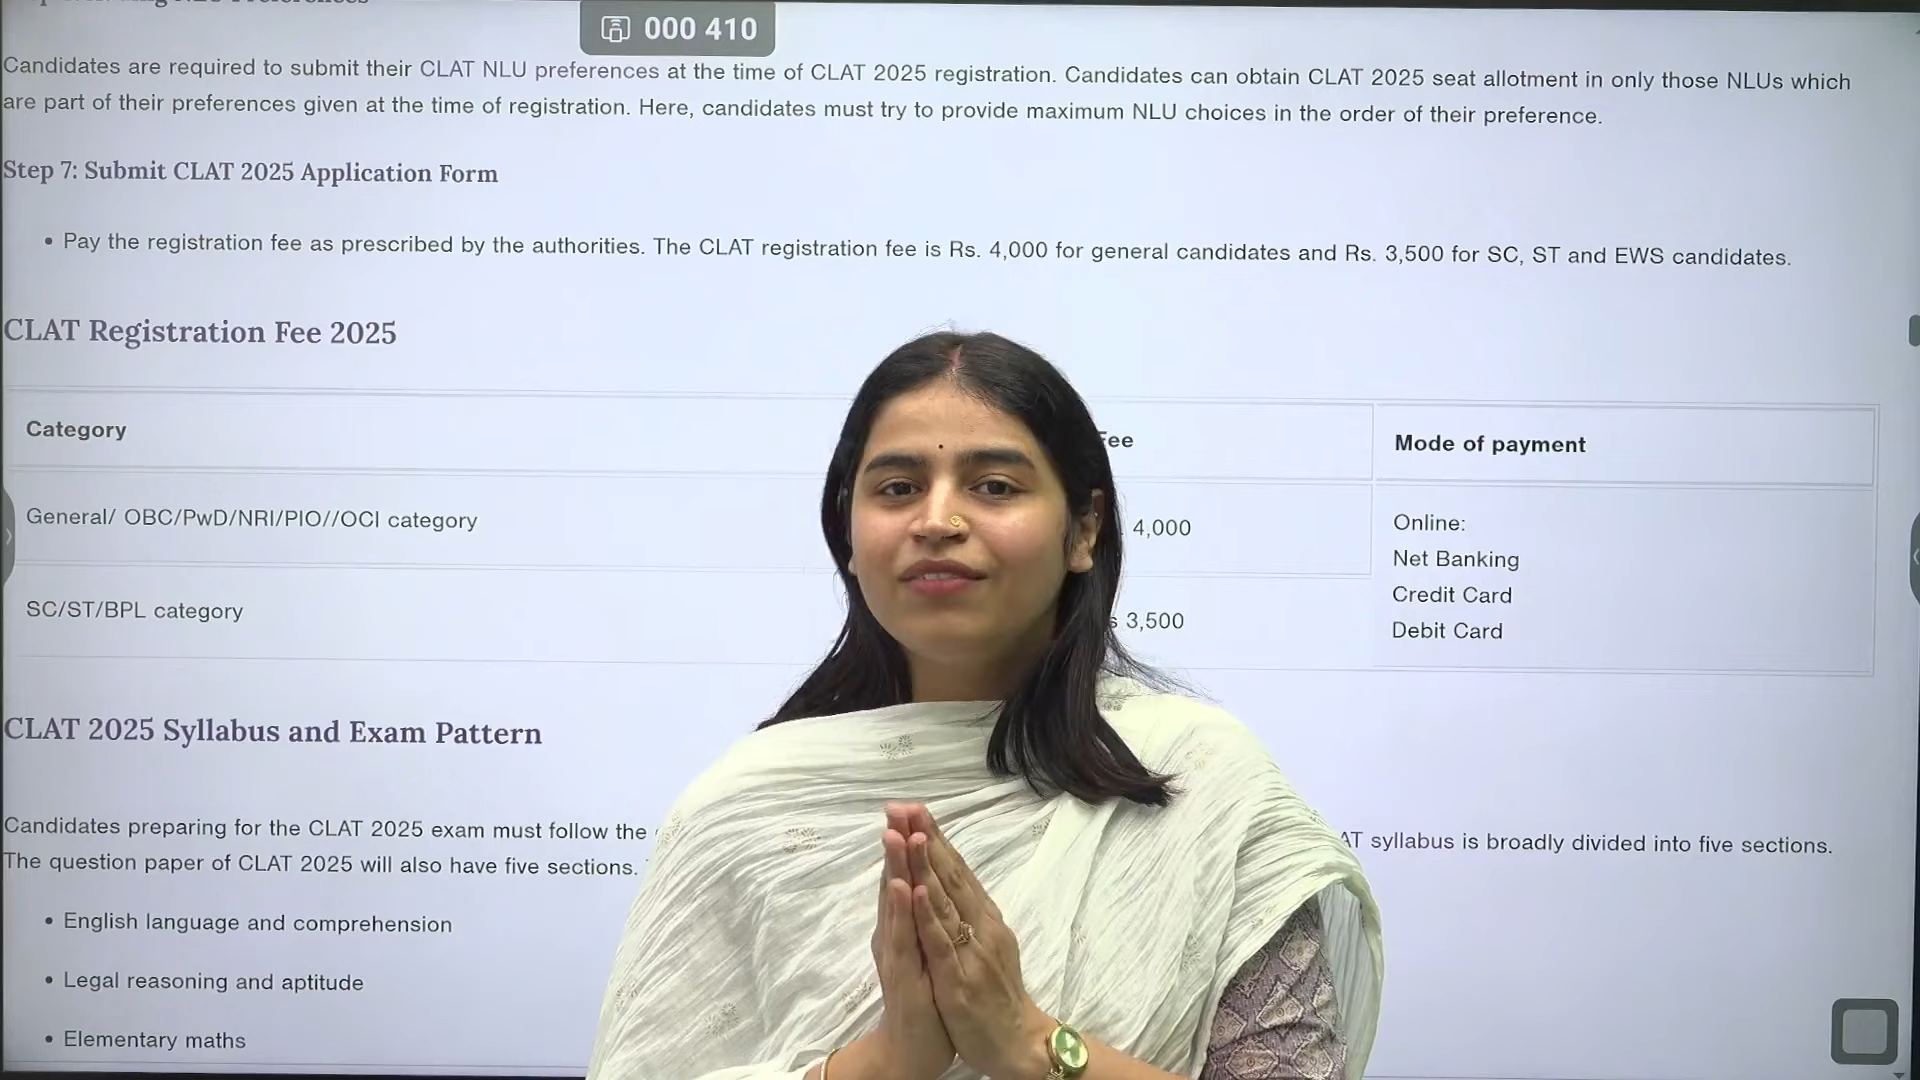 000 410
Candidates are required to submit their CLAT NLU preferences at the time of CLAT 2025 registration. Candidates can obtain CLAT 2025 seat allotment in only those NLUs which
are part of their preferences given at the time of registration. Here, candidates must try to provide maximum NLU choices in the order of their preference.
Step 7: Submit CLAT 2025 Application Form
• Pay the registration fee as prescribed by the authorities. The CLAT registration fee is Rs. 4,000 for general candidates and Rs. 3,500 for SC, ST and EWS candidates.
CLAT Registration Fee 2025
Category Fee Mode of payment
General/ OBC/PwD/NRI/PIO//OCI category 4,000
SC/ST/BPL category 3,500
Online:
Net Banking
Credit Card
Debit Card
CLAT 2025 Syllabus and Exam Pattern
Candidates preparing for the CLAT 2025 exam must follow the syllabus is broadly divided into five sections.
The question paper of CLAT 2025 will also have five sections.
• English language and comprehension
• Legal reasoning and aptitude
• Elementary maths